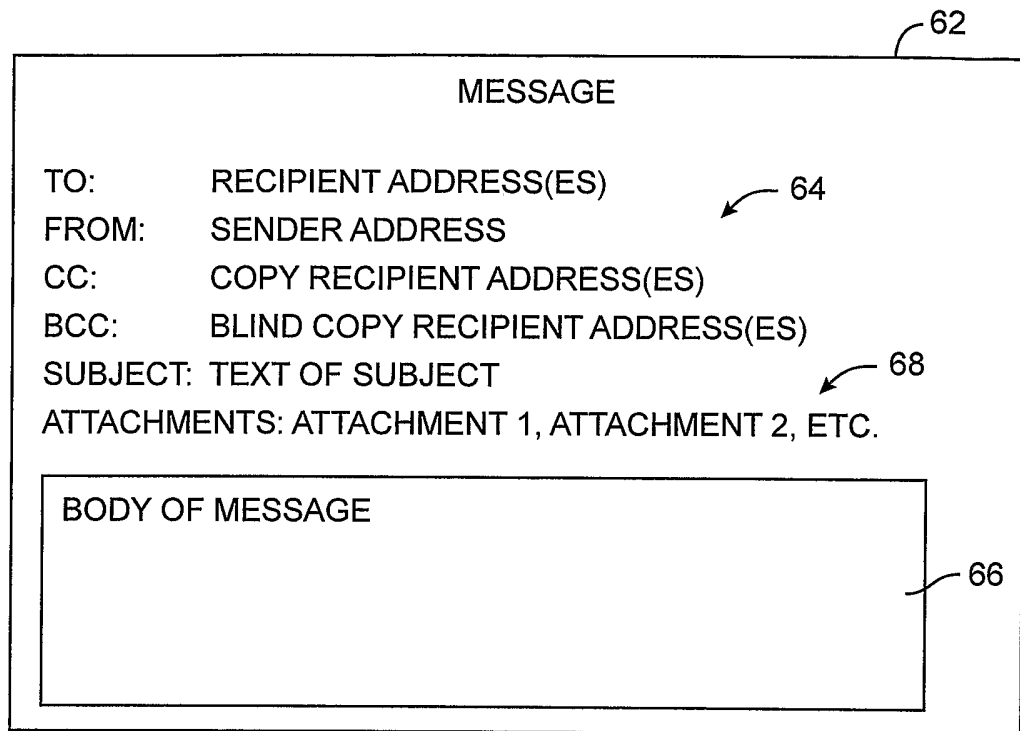 62
MESSAGE
TO: RECIPIENT ADDRESS(ES)
64
FROM: SENDER ADDRESS
CC: COPY RECIPIENT ADDRESS(ES)
BCC: BLIND COPY RECIPIENT ADDRESS(ES)
SUBJECT: TEXT OF SUBJECT
68
ATTACHMENTS: ATTACHMENT 1, ATTACHMENT 2, ETC.
BODY OF MESSAGE
66